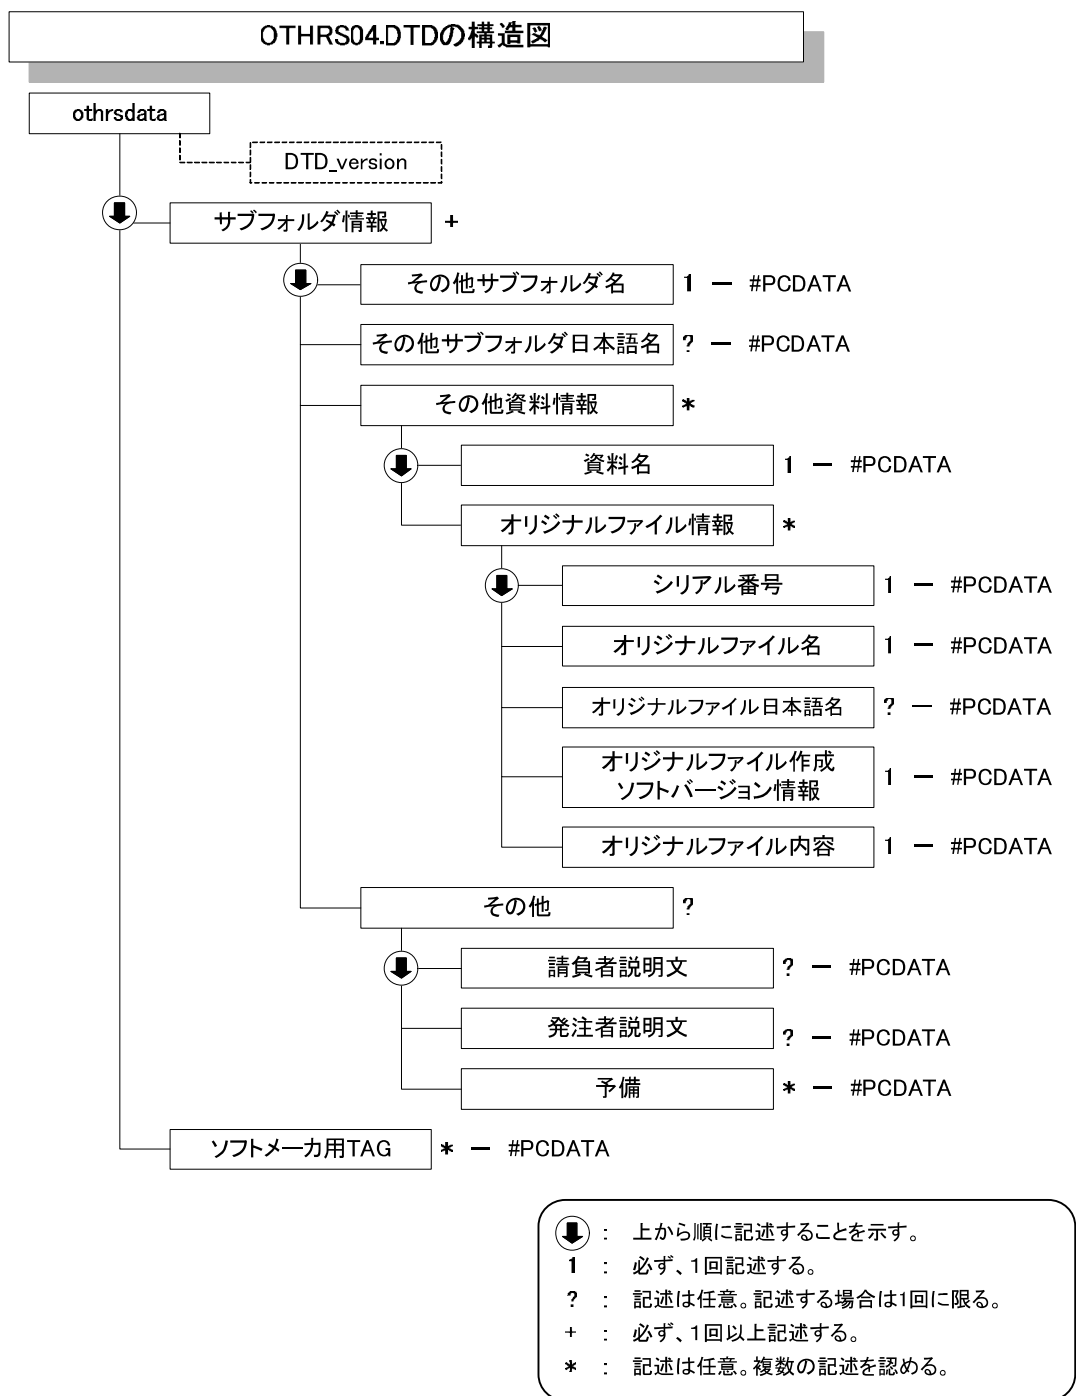 OTHRS04.DTDの構造図
othrsdata
DTD_version
サブフォルダ情報 +
その他サブフォルダ名 1 ー #PCDATA
その他サブフォルダ日本語名 ? ー #PCDATA
その他資料情報 *
資料名 1 ー #PCDATA
オリジナルファイル情報 *
シリアル番号 1 ー #PCDATA
オリジナルファイル名 1 ー #PCDATA
オリジナルファイル日本語名 ? ー #PCDATA
オリジナルファイル作成
ソフトバージョン情報 1 ー #PCDATA
オリジナルファイル内容 1 ー #PCDATA
その他 ?
請負者説明文 ? ー #PCDATA
発注者説明文 ? ー #PCDATA
予備 * ー #PCDATA
ソフトメーカ用TAG * ー #PCDATA
: 上から順に記述することを示す。
1 : 必ず、1回記述する。
? : 記述は任意。記述する場合は1回に限る。
+ : 必ず、1回以上記述する。
* : 記述は任意。複数の記述を認める。